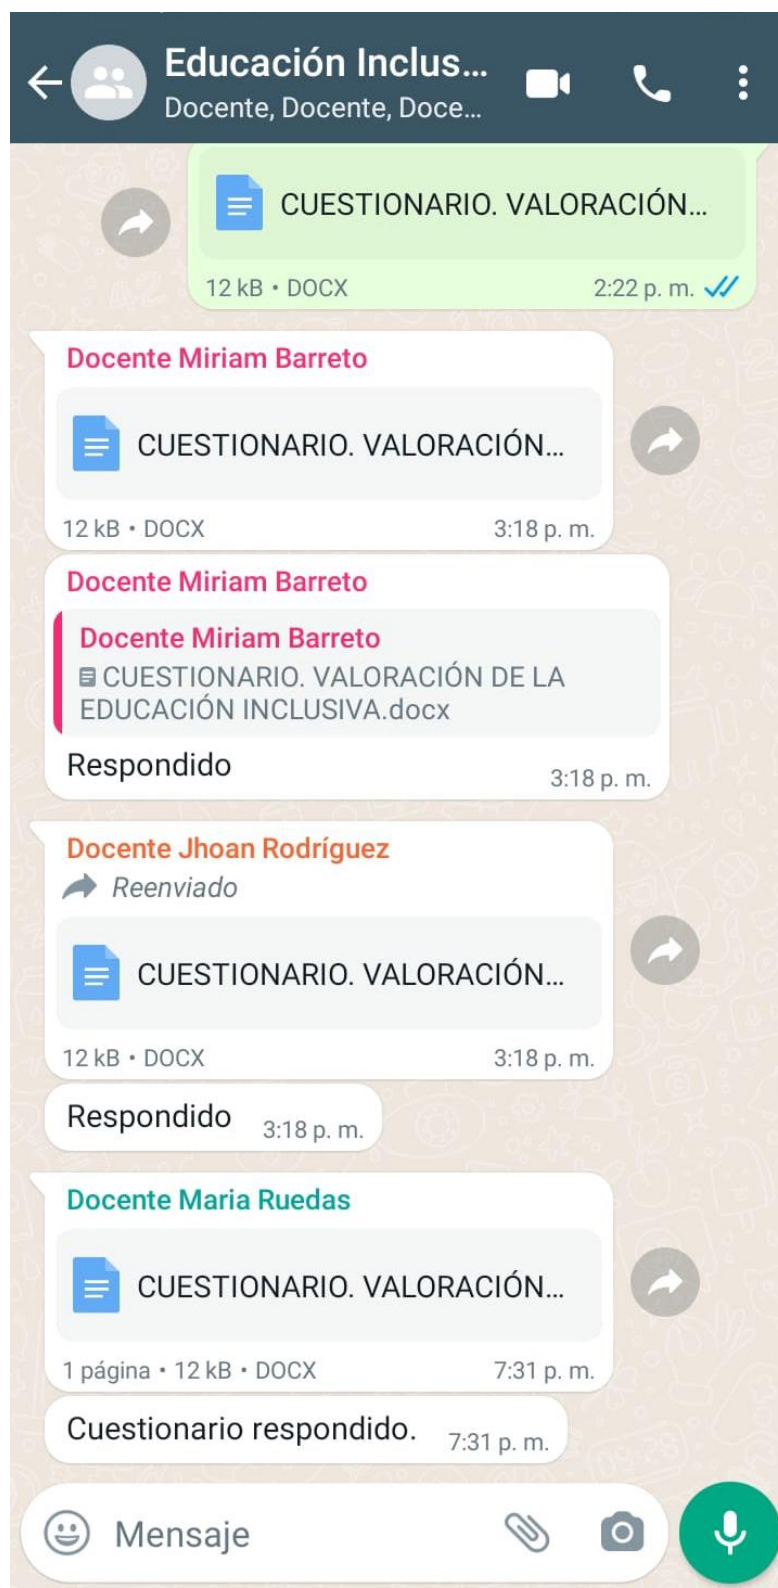 Educación Inclus...
Docente, Docente, Doce...
CUESTIONARIO. VALORACIÓN...
12 kB • DOCX 2:22 p. m.
Docente Miriam Barreto
CUESTIONARIO. VALORACIÓN...
12 kB • DOCX 3:18 p. m.
Docente Miriam Barreto
Docente Miriam Barreto
CUESTIONARIO. VALORACIÓN DE LA
EDUCACIÓN INCLUSIVA.docx
Respondido 3:18 p. m.
Docente Jhoan Rodríguez
Reenviado
CUESTIONARIO. VALORACIÓN...
12 kB • DOCX 3:18 p. m.
Respondido 3:18 p. m.
Docente Maria Ruedas
CUESTIONARIO. VALORACIÓN...
1 página • 12 kB • DOCX 7:31 p. m.
Cuestionario respondido. 7:31 p. m.
Mensaje